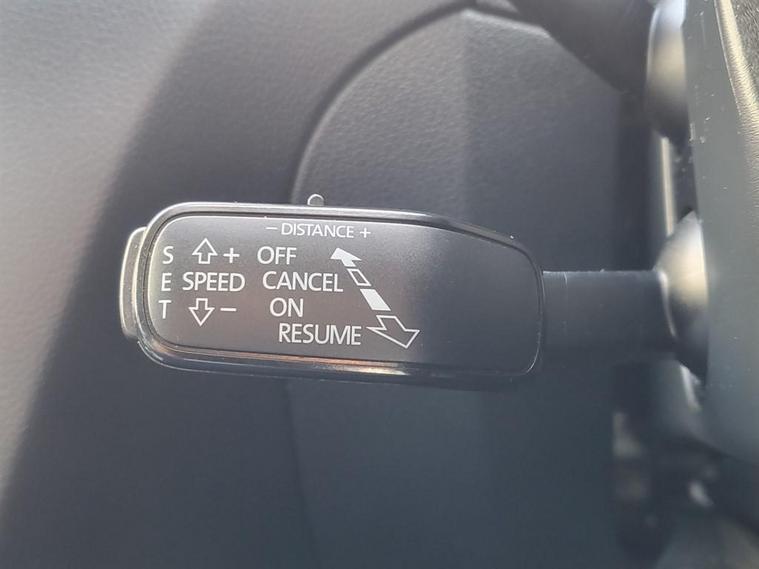 − DISTANCE +
S + OFF
E SPEED CANCEL
T − ON
RESUME